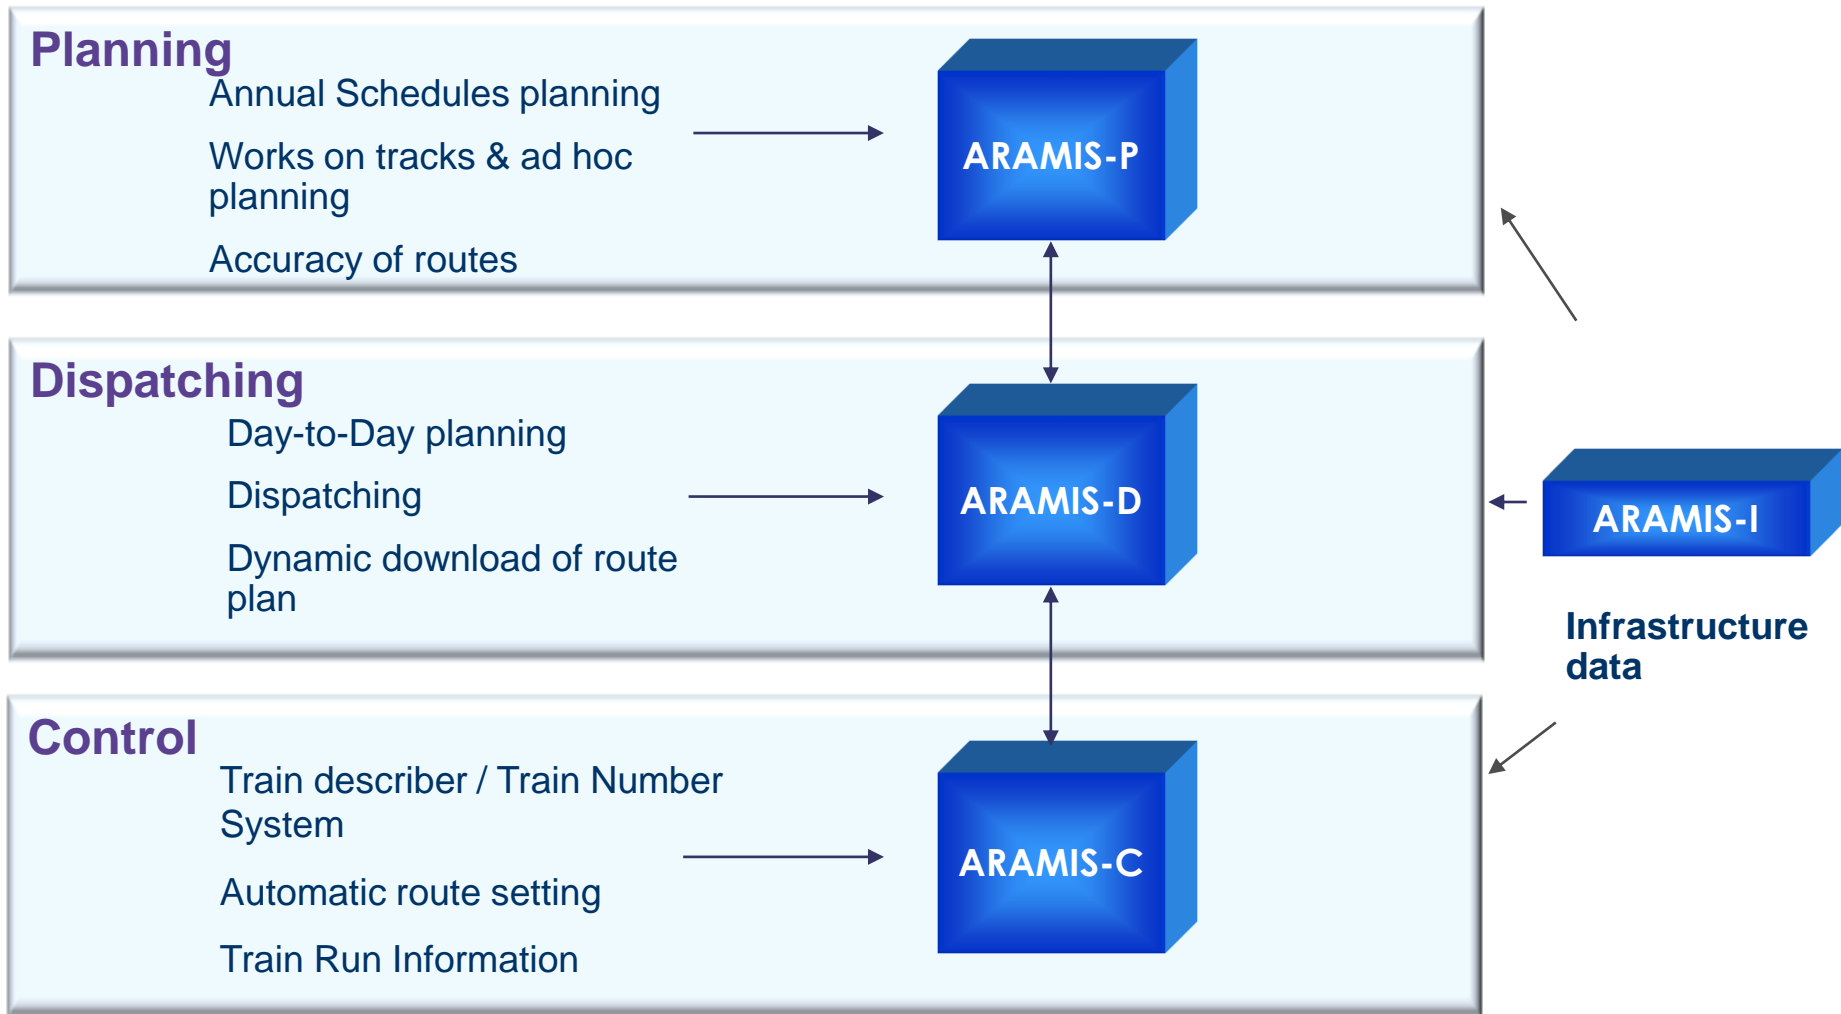 Planning
Annual Schedules planning
Works on tracks & ad hoc
planning
Accuracy of routes
ARAMIS-P
Dispatching
Day-to-Day planning
Dispatching
Dynamic download of route
plan
ARAMIS-D
ARAMIS-I
Infrastructure
data
Control
Train describer / Train Number
System
Automatic route setting
Train Run Information
ARAMIS-C